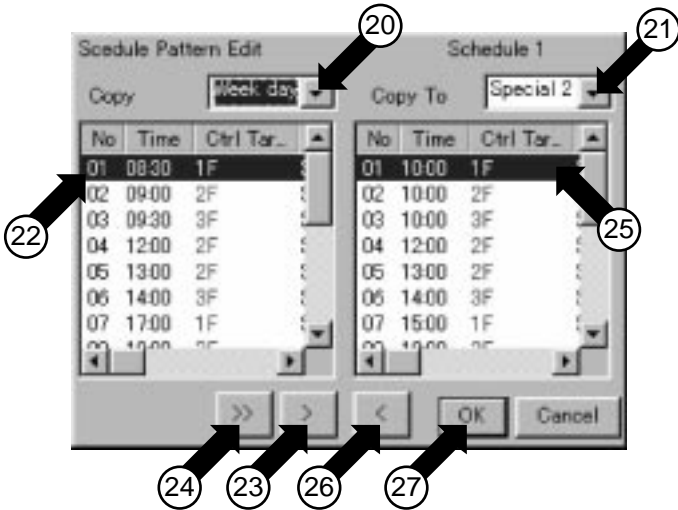 20
21
Scedule Pattern Edit Schedule 1
Copy Week day Copy To Special 2
No Time Ctrl Tar_ No Time Ctrl Tar_
01 08:30 1F 01 10:00 1F
02 09:00 2F 02 10:00 2F
03 09:30 3F 03 10:00 3F
04 12:00 2F 04 12:00 2F
05 13:00 2F 05 13:00 2F
06 14:00 3F 06 14:00 3F
07 17:00 1F 07 15:00 1F
22
25
>> > < OK Cancel
24 23 26 27